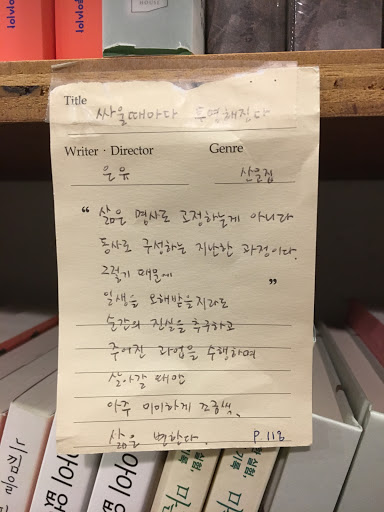 lolvlo
HOUSE
Title
싸울때마다 투명해진다
Writer · Director
Genre
은유
산문집
“ 삶은 명사로 고정하는게 아니라
동사로 구성하는 지난한 과정이다.
그렇기 때문에 ”
일생을 오해받을지라도
순간의 진실을 추구하고
주어진 과업을 수행하며
살아갈 때만
아주 미미하게 조금씩,
삶은 변한다.
P.118